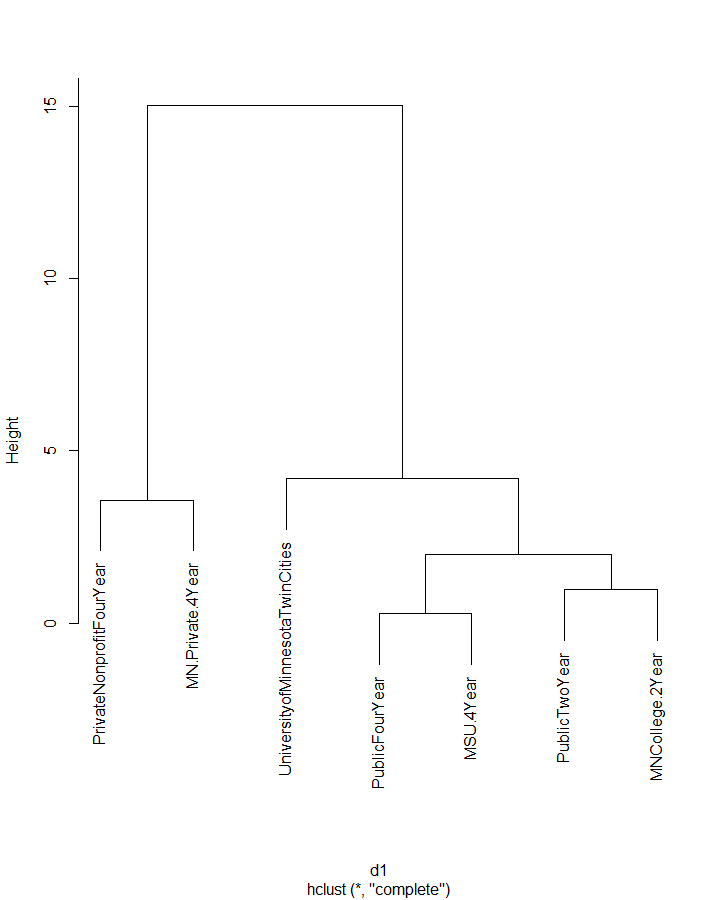 15
10
5
0
Height
PrivateNonprofitFourYear
MN.Private.4Year
UniversityofMinnesotaTwinCities
PublicFourYear
MSU.4Year
PublicTwoYear
MNCollege.2Year
d1
hclust (*, "complete")